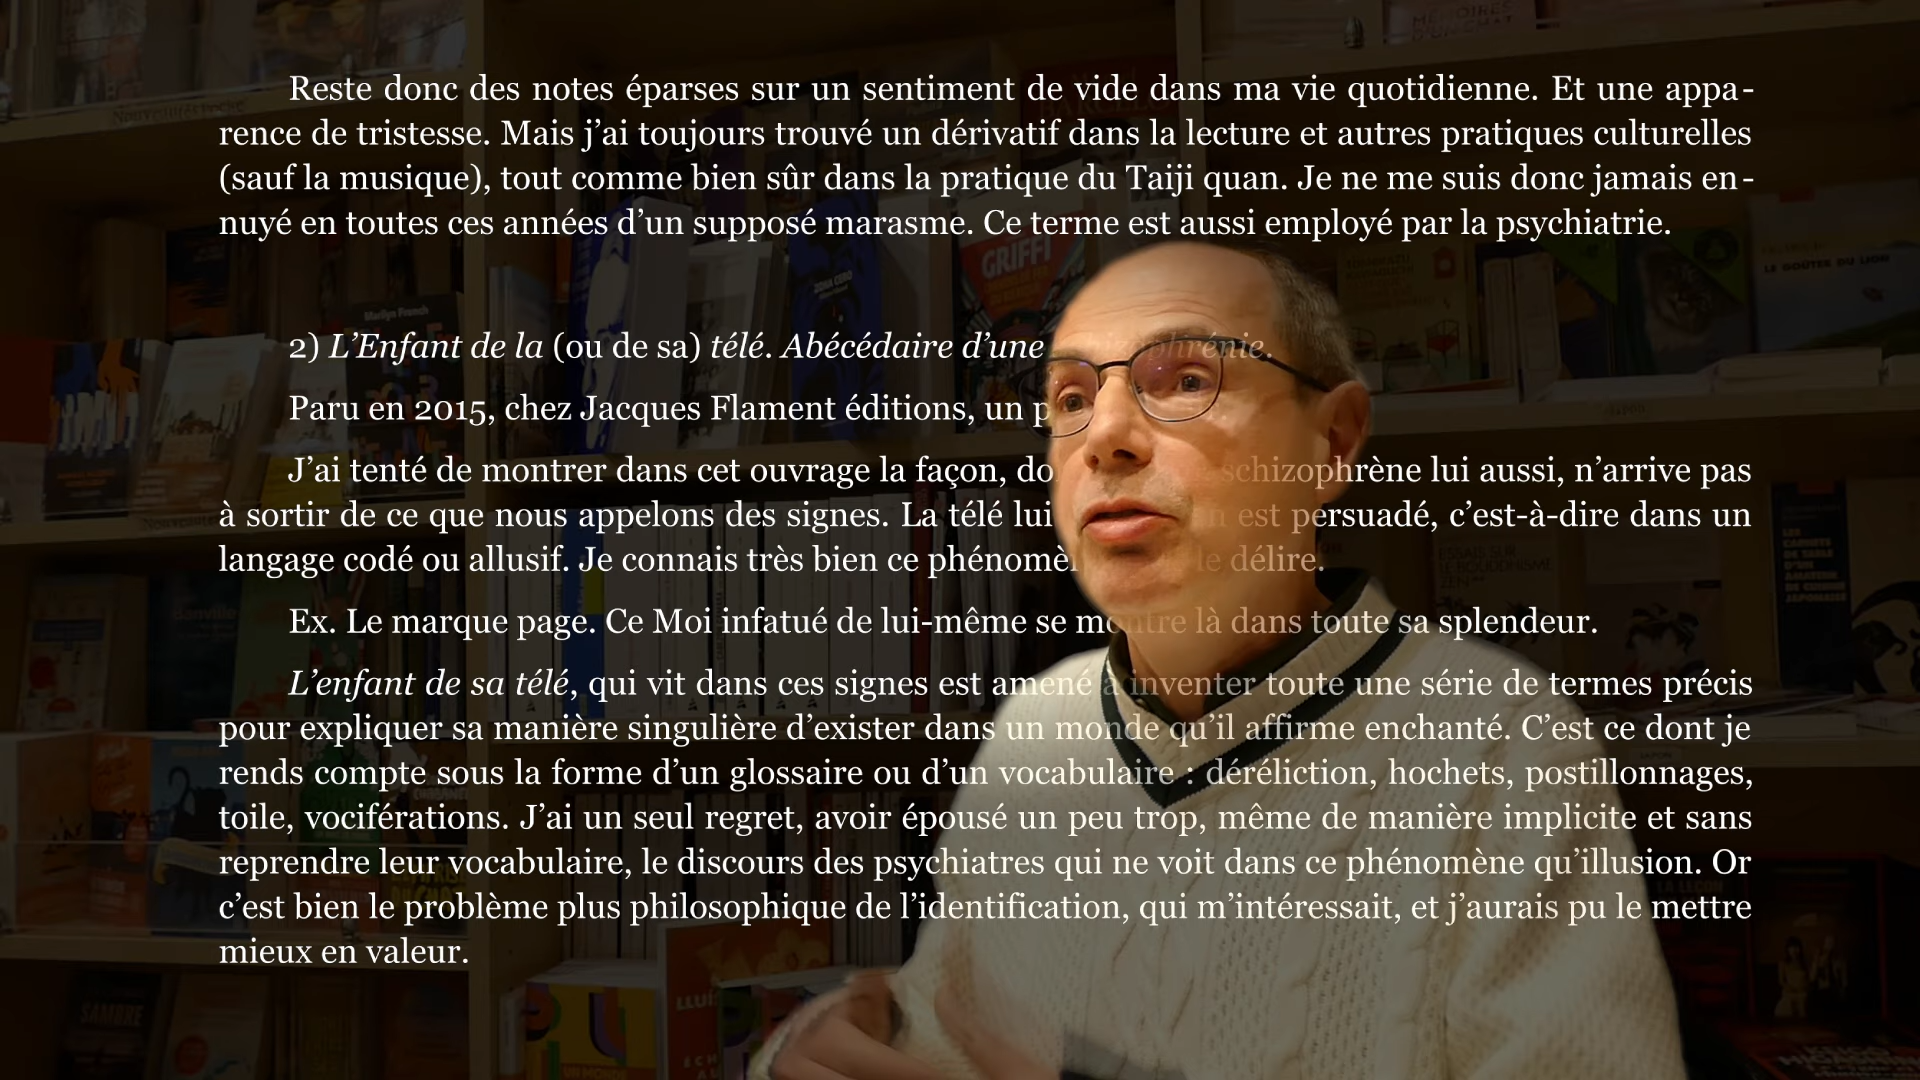 Reste donc des notes éparses sur un sentiment de vide dans ma vie quotidienne. Et une appa-
rence de tristesse. Mais j’ai toujours trouvé un dérivatif dans la lecture et autres pratiques culturelles
(sauf la musique), tout comme bien sûr dans la pratique du Taiji quan. Je ne me suis donc jamais en-
nuyé en toutes ces années d’un supposé marasme. Ce terme est aussi employé par la psychiatrie.
GRIFFI
Marilyn French
ZONA CERO
LE GOÛTER DU LION
2) L’Enfant de la (ou de sa) télé. Abécédaire d’une
Paru en 2015, chez Jacques Flament éditions, un
J’ai tenté de montrer dans cet ouvrage la façon, schizophrène lui aussi, n’arrive pas
à sortir de ce que nous appelons des signes. La télé lui est persuadé, c’est-à-dire dans un
langage codé ou allusif. Je connais très bien ce le délire.
Ex. Le marque page. Ce Moi infatué de lui-même se montre là dans toute sa splendeur.
L’enfant de sa télé, qui vit dans ces signes est amené à inventer toute une série de termes précis
pour expliquer sa manière singulière d’exister dans un monde qu’il affirme enchanté. C’est ce dont je
rends compte sous la forme d’un glossaire ou d’un vocabulaire : déréliction, hochets, postillonnages,
toile, vociférations. J’ai un seul regret, avoir épousé un peu trop, même de manière implicite et sans
reprendre leur vocabulaire, le discours des psychiatres qui ne voit dans ce phénomène qu’illusion. Or
c’est bien le problème plus philosophique de l’identification, qui m’intéressait, et j’aurais pu le mettre
mieux en valeur.
SAMBRE
UN MONDE